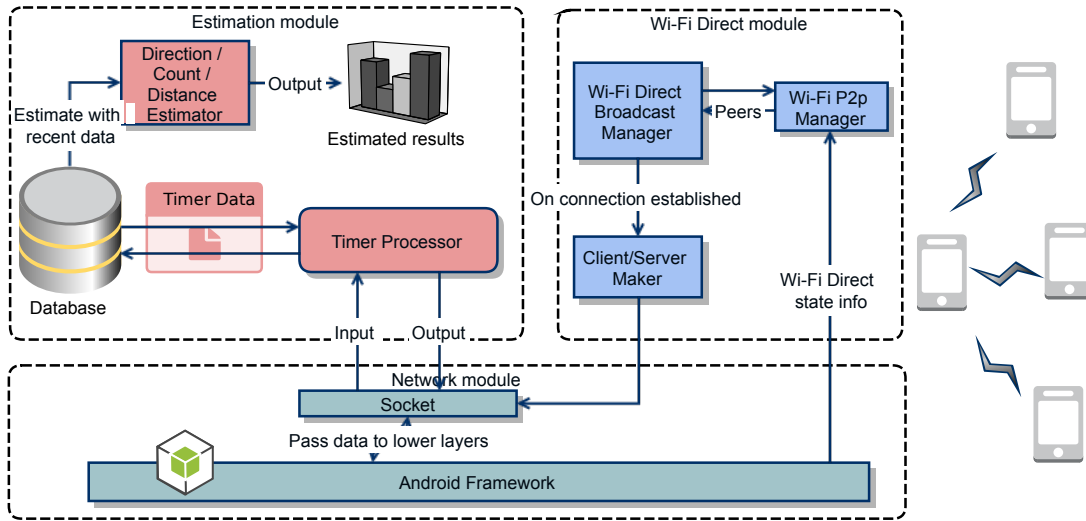 Estimation module
Direction /
Count /
Distance
Estimator
Output
Estimated results
Estimate with
recent data
Timer Data
Timer Processor
Database
Input
Output
Wi-Fi Direct module
Wi-Fi Direct
Broadcast
Manager
Peers
Wi-Fi P2p
Manager
On connection established
Client/Server
Maker
Wi-Fi Direct
state info
Network module
Socket
Pass data to lower layers
Android Framework